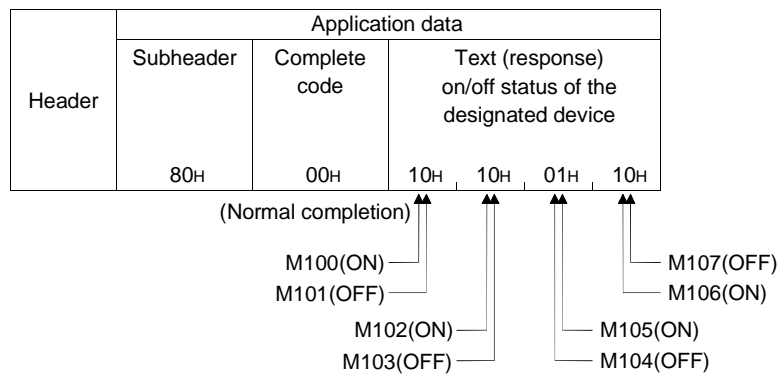 Application data
Header
Subheader
Complete code
Text (response) on/off status of the designated device
80H
00H
10H
10H
01H
10H
(Normal completion)
M100(ON)
M107(OFF)
M101(OFF)
M106(ON)
M102(ON)
M105(ON)
M103(OFF)
M104(OFF)